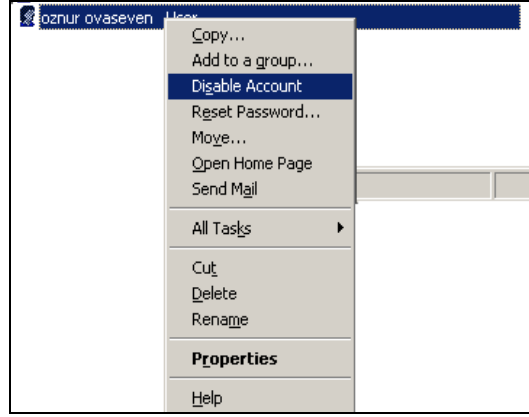 oznur ovaseven User
Copy...
Add to a group...
Disable Account
Reset Password...
Move...
Open Home Page
Send Mail
All Tasks
Cut
Delete
Rename
Properties
Help